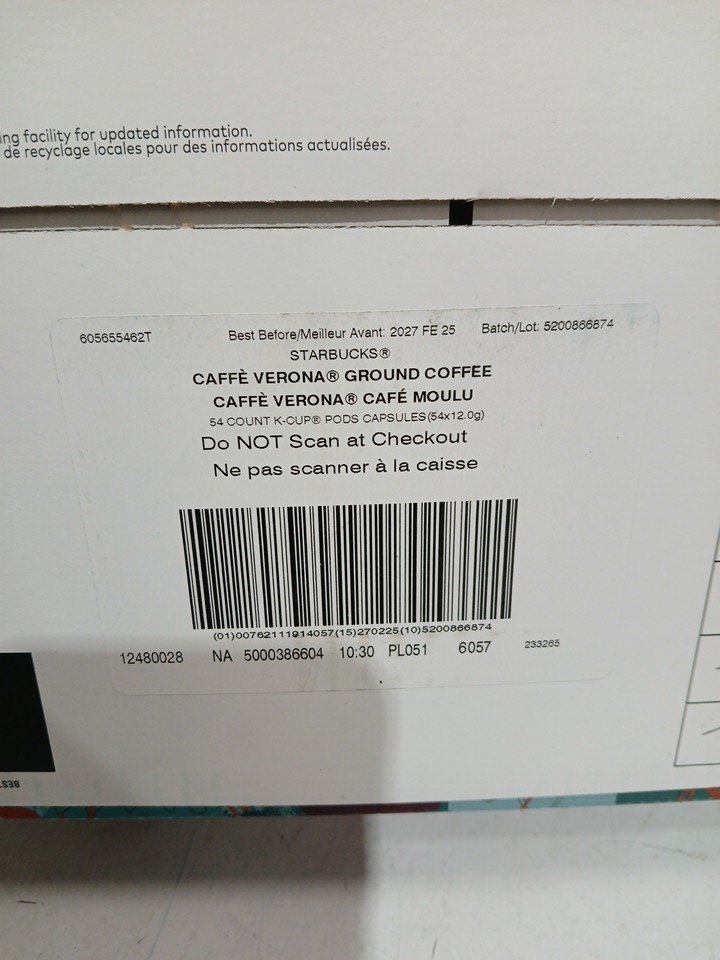 ing facility for updated information.
de recyclage locales pour des informations actualisées.
605655462T Best Before/Meilleur Avant: 2027 FE 25 Batch/Lot: 5200866874
STARBUCKS®
CAFFÈ VERONA® GROUND COFFEE
CAFFÈ VERONA® CAFÉ MOULU
54 COUNT K-CUP® PODS CAPSULES(54x12.0g)
Do NOT Scan at Checkout
Ne pas scanner à la caisse
(01)00762111914057(15)270225(10)5200866874
12480028 NA 5000386604 10:30 PL051 6057 233265
BES